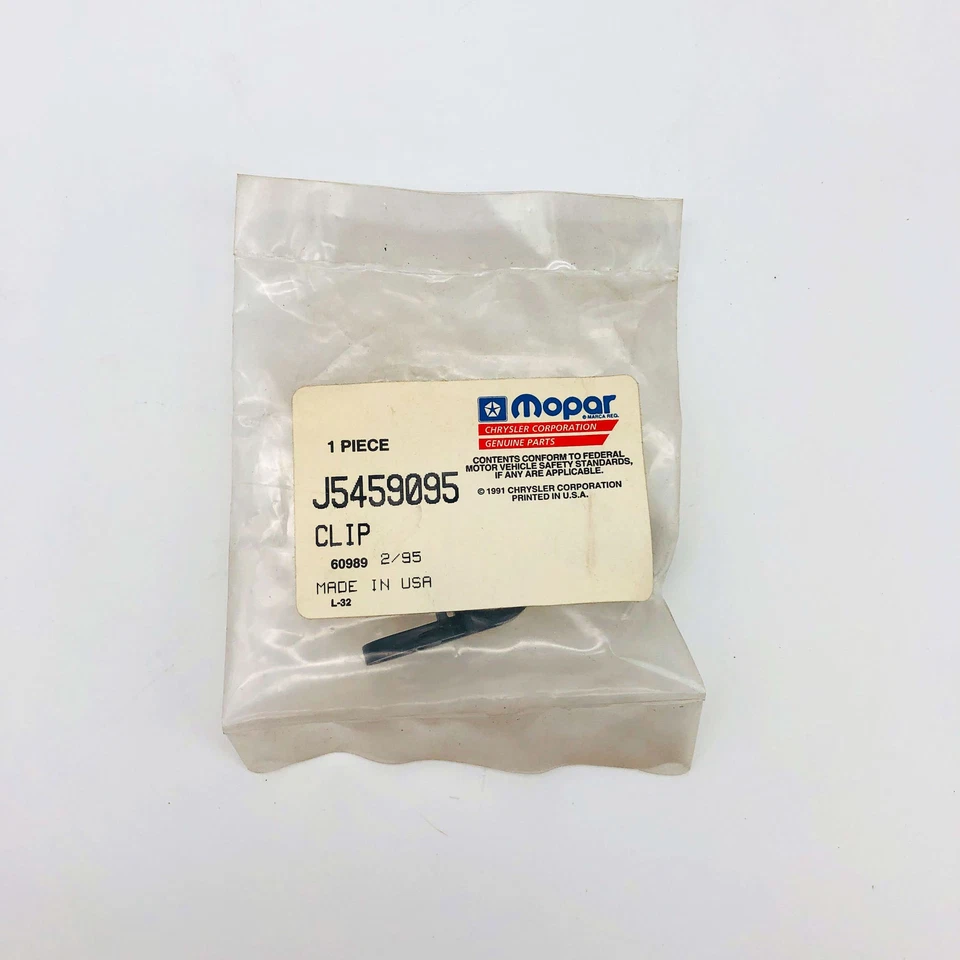 Mopar
© MARCA REG.
CHRYSLER CORPORATION
GENUINE PARTS
1 PIECE
CONTENTS CONFORM TO FEDERAL
MOTOR VEHICLE SAFETY STANDARDS,
IF ANY ARE APPLICABLE.
J5459095
© 1991 CHRYSLER CORPORATION
PRINTED IN U.S.A.
CLIP
60989 2/95
MADE IN USA
L-32